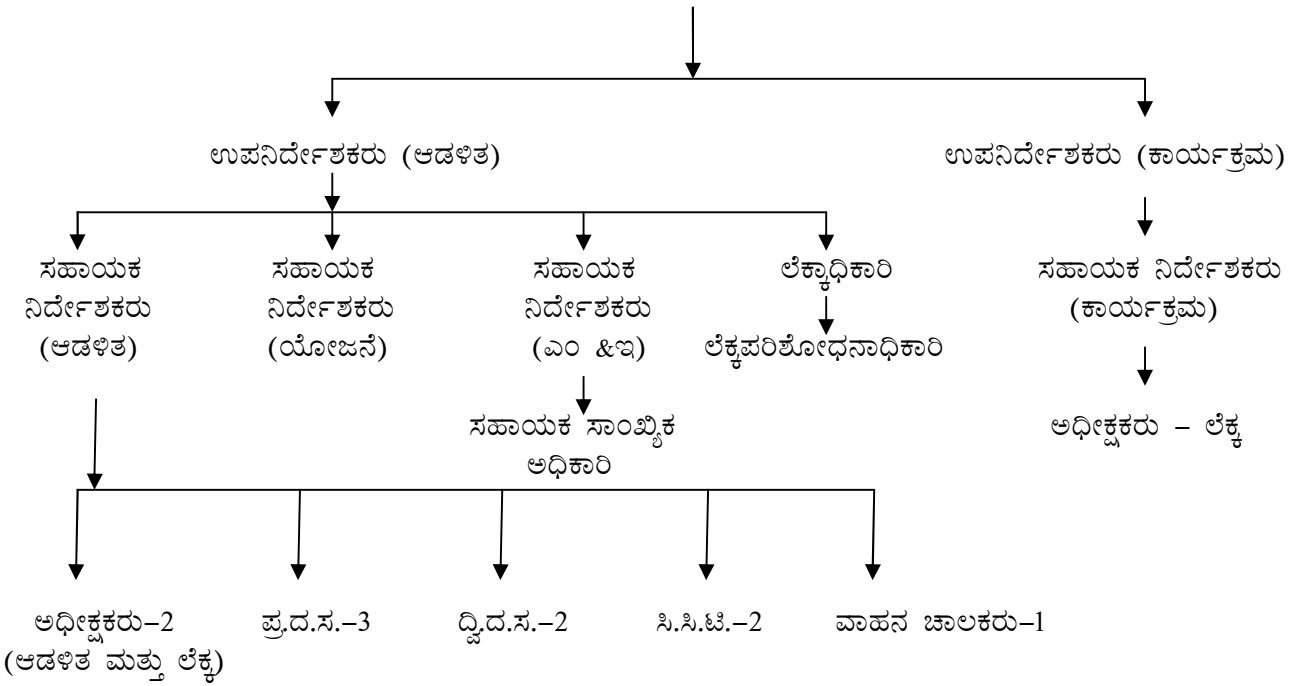 ಉಪನಿರ್ದೇಶಕರು (ಆಡಳಿತ)
ಉಪನಿರ್ದೇಶಕರು (ಕಾರ್ಯಕ್ರಮ)
ಸಹಾಯಕ
ನಿರ್ದೇಶಕರು
(ಆಡಳಿತ)
ಸಹಾಯಕ
ನಿರ್ದೇಶಕರು
(ಯೋಜನೆ)
ಸಹಾಯಕ
ನಿರ್ದೇಶಕರು
(ಎಂ &ಇ)
ಲೆಕ್ಕಾಧಿಕಾರಿ
ಲೆಕ್ಕಪರಿಶೋಧನಾಧಿಕಾರಿ
ಸಹಾಯಕ ನಿರ್ದೇಶಕರು
(ಕಾರ್ಯಕ್ರಮ)
ಸಹಾಯಕ ಸಾಂಖ್ಯಿಕ
ಅಧಿಕಾರಿ
ಅಧೀಕ್ಷಕರು – ಲೆಕ್ಕ
ಅಧೀಕ್ಷಕರು–2
(ಆಡಳಿತ ಮತ್ತು ಲೆಕ್ಕ)
ಪ್ರ.ದ.ಸ.–3
ದ್ವಿ.ದ.ಸ.–2
ಸಿ.ಸಿ.ಟಿ.–2
ವಾಹನ ಚಾಲಕರು–1